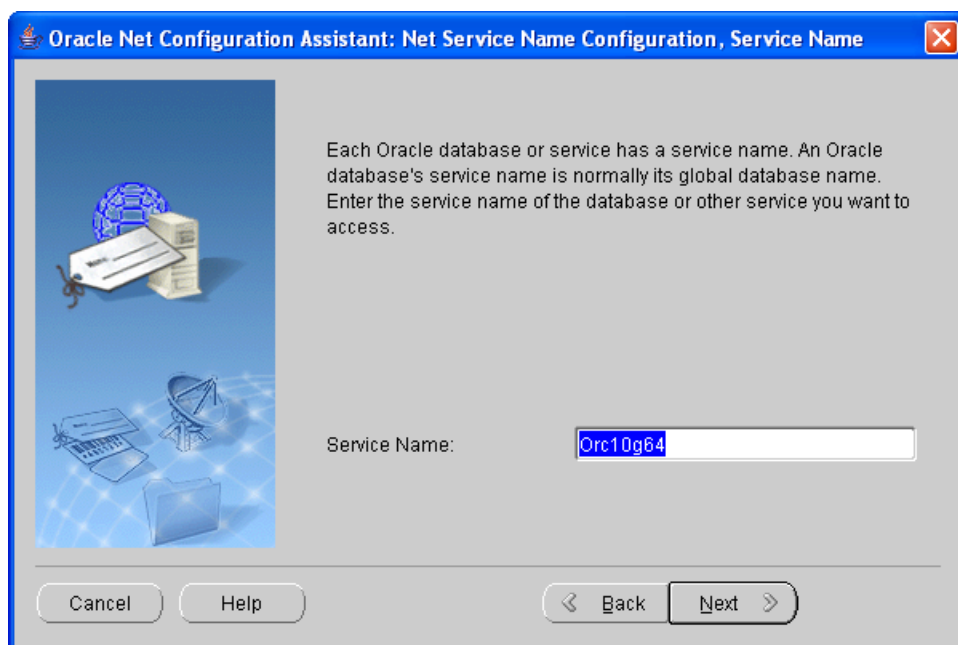 Oracle Net Configuration Assistant: Net Service Name Configuration, Service Name
Each Oracle database or service has a service name. An Oracle
database's service name is normally its global database name.
Enter the service name of the database or other service you want to
access.
Service Name:
Orc10g64
Cancel
Help
Back
Next